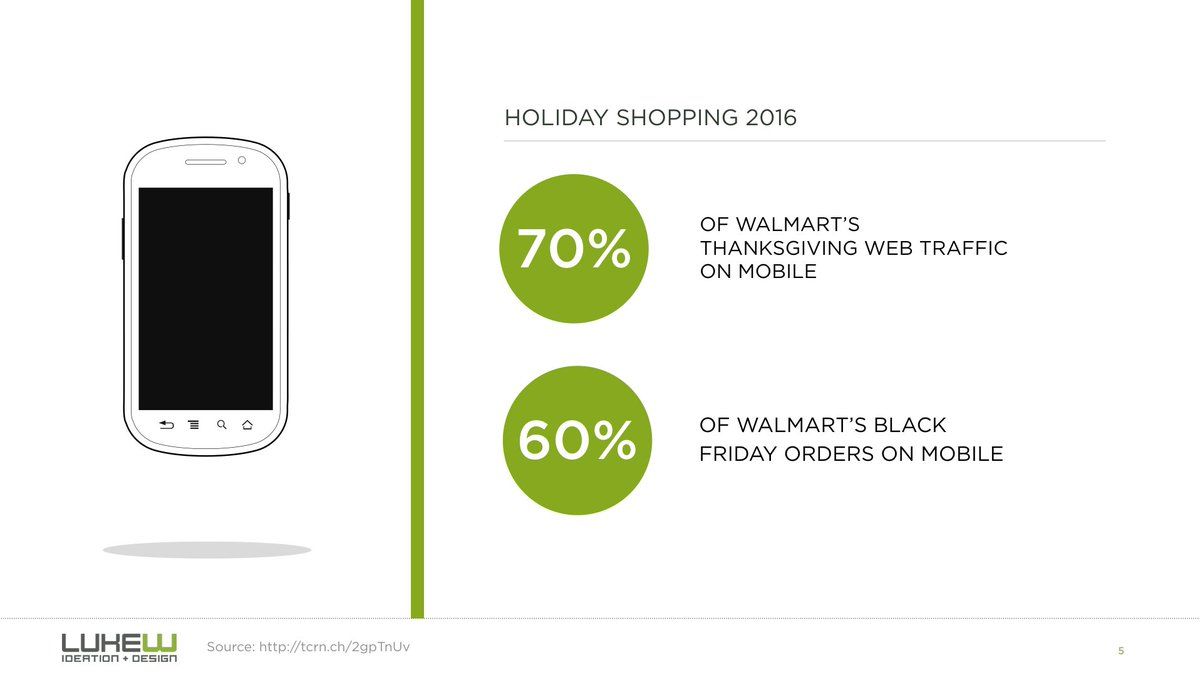 HOLIDAY SHOPPING 2016
70%
OF WALMART’S
THANKSGIVING WEB TRAFFIC
ON MOBILE
60%
OF WALMART’S BLACK
FRIDAY ORDERS ON MOBILE
LUKEW
IDEATION + DESIGN
Source: http://tcrn.ch/2gpTnUv
5